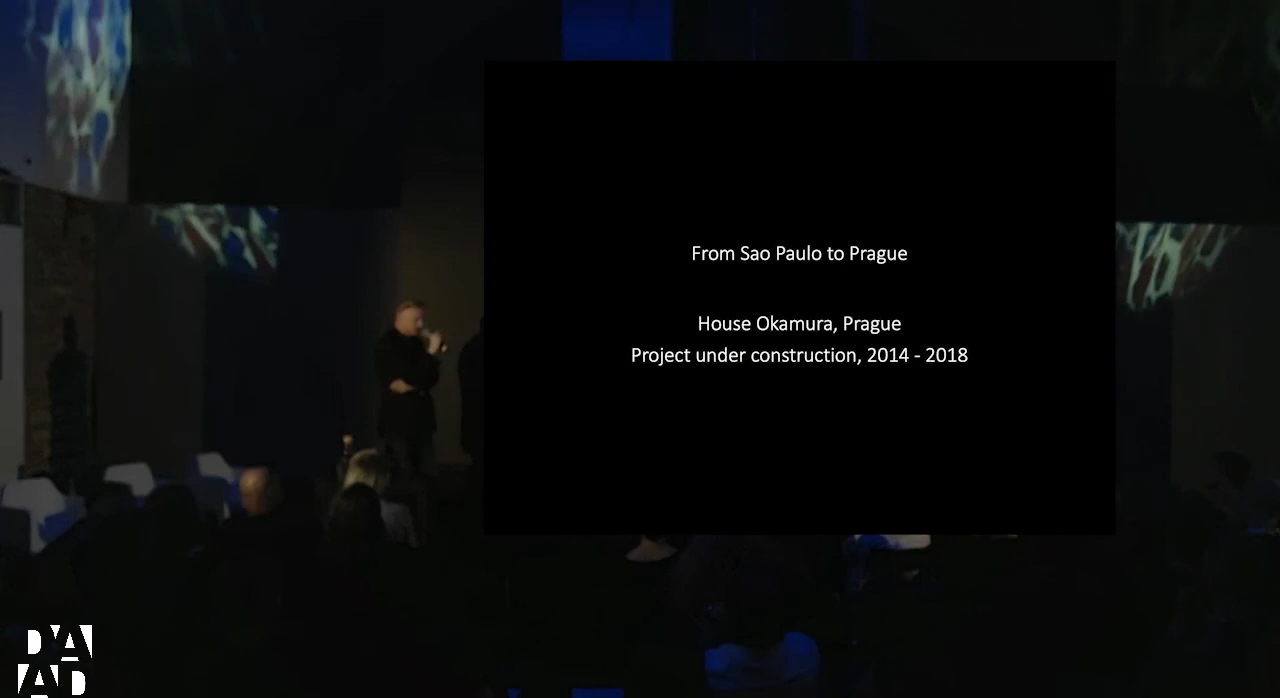 From Sao Paulo to Prague
House Okamura, Prague
Project under construction, 2014 - 2018
DA
AD